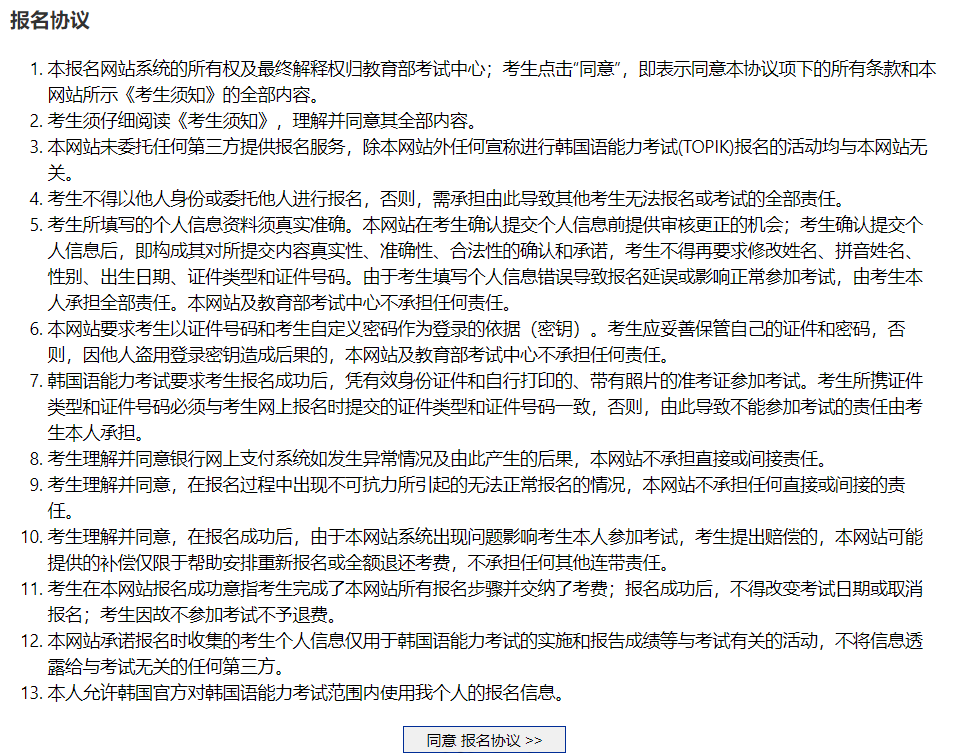 报名协议
1. 本报名网站系统的所有权及最终解释权归教育部考试中心；考生点击“同意”，即表示同意本协议项下的所有条款和本
网站所示《考生须知》的全部内容。
2. 考生须仔细阅读《考生须知》，理解并同意其全部内容。
3. 本网站未委托任何第三方提供报名服务，除本网站外任何宣称进行韩国语能力考试(TOPIK)报名的活动均与本网站无
关。
4. 考生不得以他人身份或委托他人进行报名，否则，需承担由此导致其他考生无法报名或考试的全部责任。
5. 考生所填写的个人信息资料须真实准确。本网站在考生确认提交个人信息前提供审核更正的机会；考生确认提交个
人信息后，即构成其对所提交内容真实性、准确性、合法性的确认和承诺，考生不得再要求修改姓名、拼音姓名、
性别、出生日期、证件类型和证件号码。由于考生填写个人信息错误导致报名延误或影响正常参加考试，由考生本
人承担全部责任。本网站及教育部考试中心不承担任何责任。
6. 本网站要求考生以证件号码和考生自定义密码作为登录的依据（密钥）。考生应妥善保管自己的证件和密码，否
则，因他人盗用登录密钥造成后果的，本网站及教育部考试中心不承担任何责任。
7. 韩国语能力考试要求考生报名成功后，凭有效身份证件和自行打印的、带有照片的准考证参加考试。考生所携证件
类型和证件号码必须与考生网上报名时提交的证件类型和证件号码一致，否则，由此导致不能参加考试的责任由考
生本人承担。
8. 考生理解并同意银行网上支付系统如发生异常情况及由此产生的后果，本网站不承担直接或间接责任。
9. 考生理解并同意，在报名过程中出现不可抗力所引起的无法正常报名的情况，本网站不承担任何直接或间接的责
任。
10. 考生理解并同意，在报名成功后，由于本网站系统出现问题影响考生本人参加考试，考生提出赔偿的，本网站可能
提供的补偿仅限于帮助安排重新报名或全额退还考费，不承担任何其他连带责任。
11. 考生在本网站报名成功意指考生完成了本网站所有报名步骤并交纳了考费；报名成功后，不得改变考试日期或取消
报名；考生因故不参加考试不予退费。
12. 本网站承诺报名时收集的考生个人信息仅用于韩国语能力考试的实施和报告成绩等与考试有关的活动，不将信息透
露给与考试无关的任何第三方。
13. 本人允许韩国官方对韩国语能力考试范围内使用我个人的报名信息。
同意 报名协议 >>